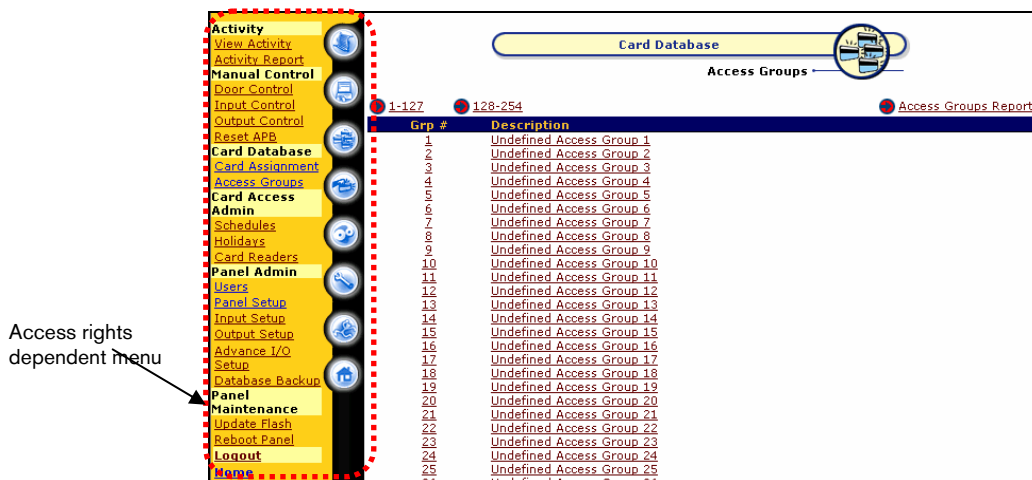 Activity
View Activity
Activity Report
Manual Control
Door Control
Input Control
Output Control
Reset APB
Card Database
Card Assignment
Access Groups
Card Access
Admin
Schedules
Holidays
Card Readers
Panel Admin
Users
Panel Setup
Input Setup
Output Setup
Advance I/O
Setup
Database Backup
Panel
Maintenance
Update Flash
Reboot Panel
Logout
Home
Access rights
dependent menu
Card Database
Access Groups
1-127 128-254 Access Groups Report
Grp # Description
1 Undefined Access Group 1
2 Undefined Access Group 2
3 Undefined Access Group 3
4 Undefined Access Group 4
5 Undefined Access Group 5
6 Undefined Access Group 6
7 Undefined Access Group 7
8 Undefined Access Group 8
9 Undefined Access Group 9
10 Undefined Access Group 10
11 Undefined Access Group 11
12 Undefined Access Group 12
13 Undefined Access Group 13
14 Undefined Access Group 14
15 Undefined Access Group 15
16 Undefined Access Group 16
17 Undefined Access Group 17
18 Undefined Access Group 18
19 Undefined Access Group 19
20 Undefined Access Group 20
21 Undefined Access Group 21
22 Undefined Access Group 22
23 Undefined Access Group 23
24 Undefined Access Group 24
25 Undefined Access Group 25